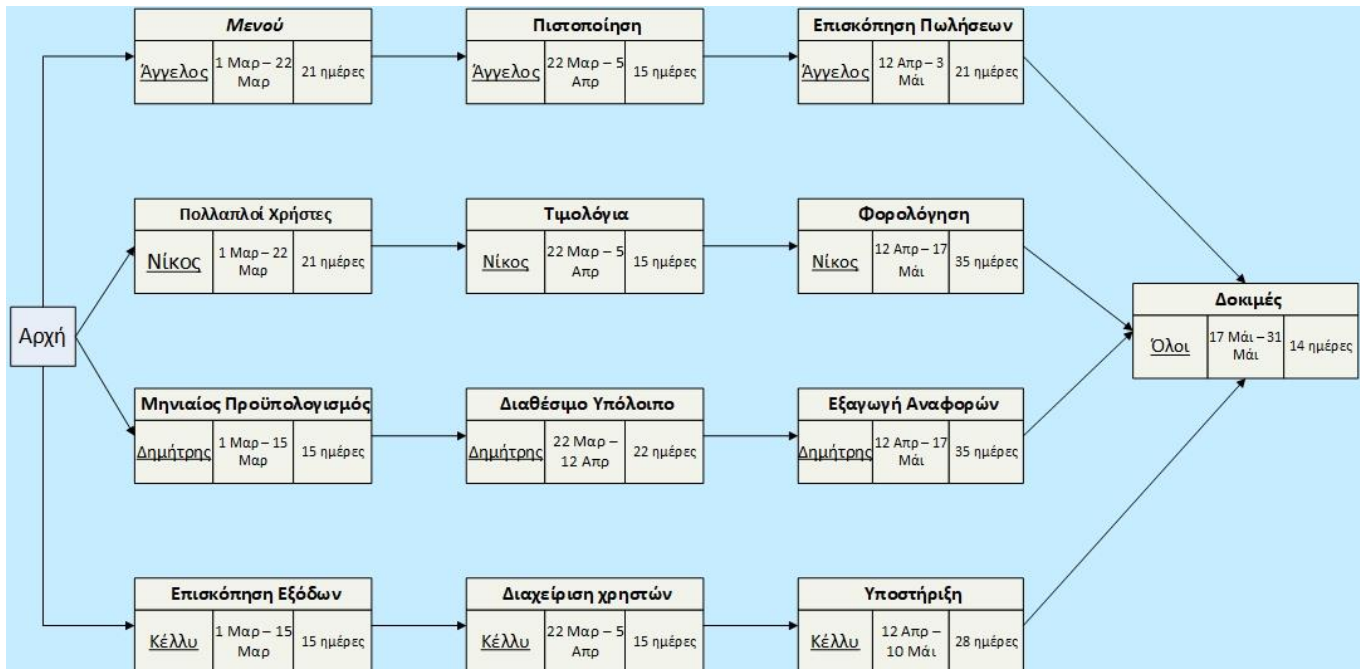 Μενού
Άγγελος
1 Μαρ – 22
Μαρ
21 ημέρες
Πιστοποίηση
Άγγελος
22 Μαρ – 5
Απρ
15 ημέρες
Επισκόπηση Πωλήσεων
Άγγελος
12 Απρ – 3
Μάι
21 ημέρες
Πολλαπλοί Χρήστες
Νίκος
1 Μαρ – 22
Μαρ
21 ημέρες
Τιμολόγια
Νίκος
22 Μαρ – 5
Απρ
15 ημέρες
Φορολόγηση
Νίκος
12 Απρ – 17
Μάι
35 ημέρες
Αρχή
Δοκιμές
Όλοι
17 Μάι – 31
Μάι
14 ημέρες
Μηνιαίος Προϋπολογισμός
Δημήτρης
1 Μαρ – 15
Μαρ
15 ημέρες
Διαθέσιμο Υπόλοιπο
Δημήτρης
22 Μαρ –
12 Απρ
22 ημέρες
Εξαγωγή Αναφορών
Δημήτρης
12 Απρ – 17
Μάι
35 ημέρες
Επισκόπηση Εξόδων
Κέλλυ
1 Μαρ – 15
Μαρ
15 ημέρες
Διαχείριση χρηστών
Κέλλυ
22 Μαρ – 5
Απρ
15 ημέρες
Υποστήριξη
Κέλλυ
12 Απρ –
10 Μάι
28 ημέρες